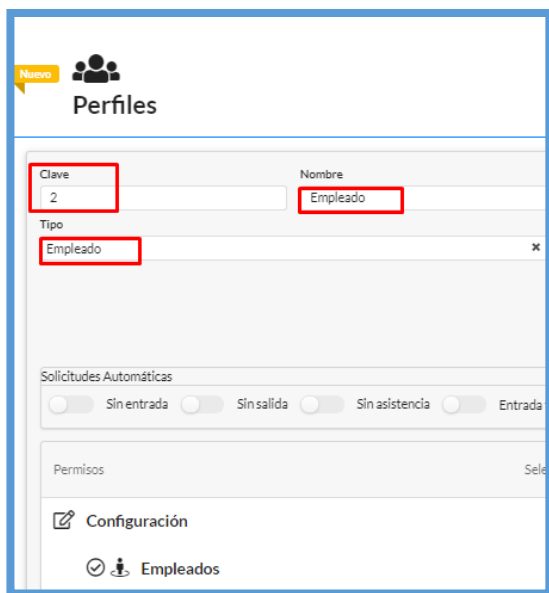 Nuevo
Perfiles
Clave Nombre
2 Empleado
Tipo
Empleado
Solicitudes Automáticas
Sin entrada Sin salida Sin asistencia Entrada
Permisos Sele
Configuración
Empleados